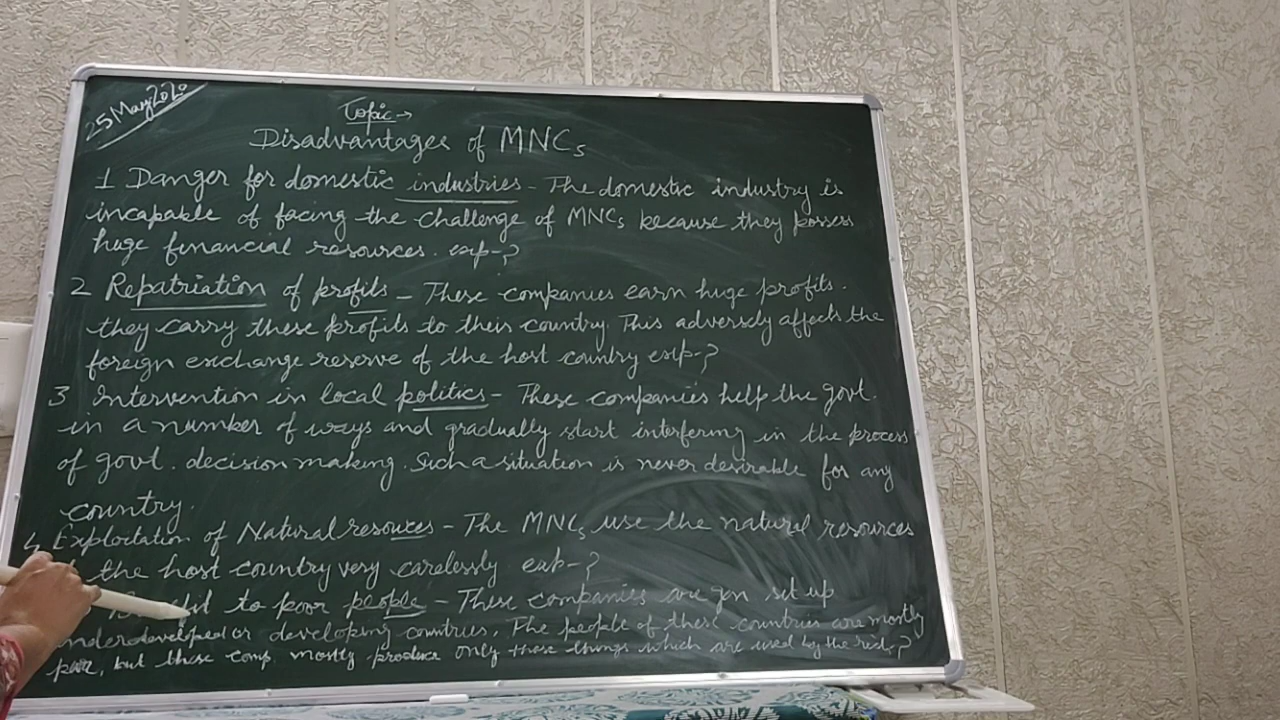 25 May 2020
Topic →
Disadvantages of MNCs
1 Danger for domestic industries - The domestic industry is
incapable of facing the challenge of MNCs because they possess
huge financial resources. exp-?
2 Repatriation of profits - These companies earn huge profits.
they carry these profits to their country. This adversely affects the
foreign exchange reserve of the host country exp-?
3 Intervention in local politics - These companies help the govt.
in a number of ways and gradually start interfering in the process
of govt. decision making. Such a situation is never desirable for any
country.
4 Exploitation of Natural resources - The MNCs use the natural resources
the host country very carelessly exp-?
to poor people - These companies are gen set up
underdeveloped or developing countries. The people of these countries are mostly
poor, but these comp mostly produce only those things which are used by the rich.?